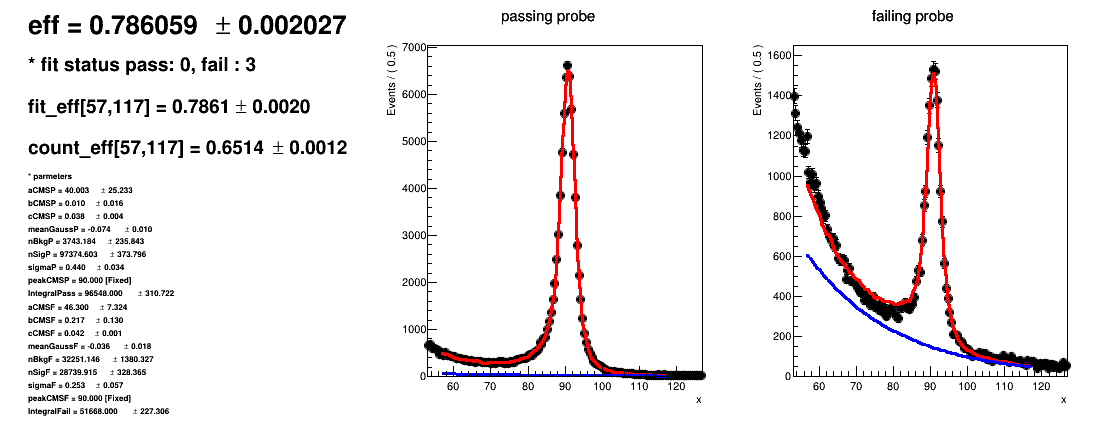 eff = 0.786059 ± 0.002027
* fit status pass: 0, fail : 3
fit_eff[57,117] = 0.7861 ± 0.0020
count_eff[57,117] = 0.6514 ± 0.0012
* parmeters
aCMSP = 40.003 ± 25.233
bCMSP = 0.010 ± 0.016
cCMSP = 0.038 ± 0.004
meanGaussP = -0.074 ± 0.010
nBkgP = 3743.184 ± 235.843
nSigP = 97374.603 ± 373.796
sigmaP = 0.440 ± 0.034
peakCMSP = 90.000 [Fixed]
IntegralPass = 96548.000 ± 310.722
aCMSF = 46.300 ± 7.324
bCMSF = 0.217 ± 0.130
cCMSF = 0.042 ± 0.001
meanGaussF = -0.036 ± 0.018
nBkgF = 32251.146 ± 1380.327
nSigF = 28739.915 ± 328.365
sigmaF = 0.253 ± 0.057
peakCMSF = 90.000 [Fixed]
IntegralFail = 51668.000 ± 227.306
passing probe
Events / ( 0.5 )
7000
6000
5000
4000
3000
2000
1000
0
60 70 80 90 100 110 120
x
failing probe
Events / ( 0.5 )
1600
1400
1200
1000
800
600
400
200
0
60 70 80 90 100 110 120
x